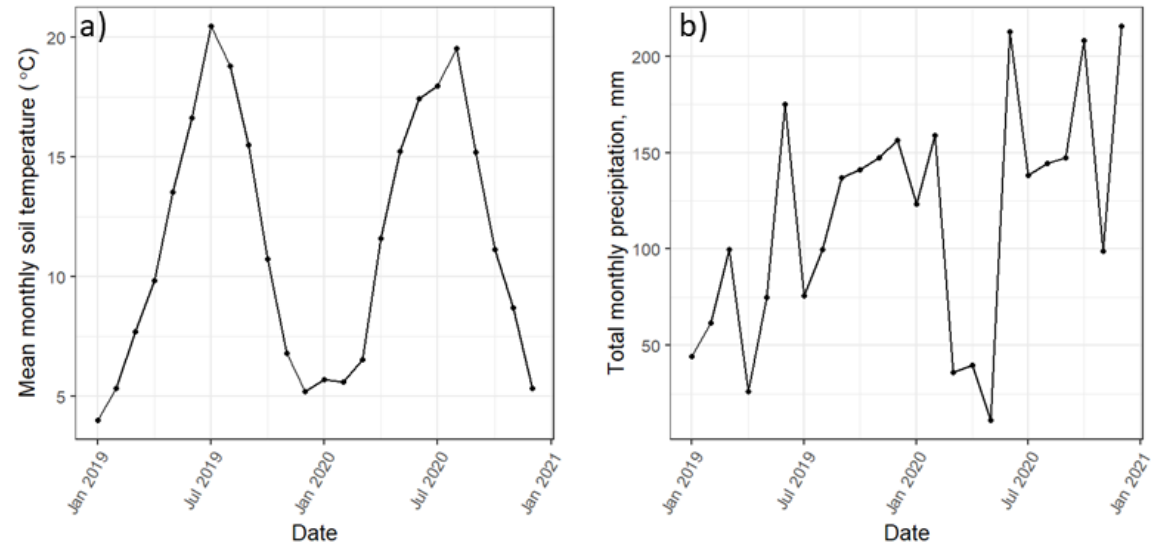 a)
Mean monthly soil temperature ( °C)
20
15
10
5
Jan 2019
Jul 2019
Jan 2020
Jul 2020
Jan 2021
Date
b)
Total monthly precipitation, mm
200
150
100
50
Jan 2019
Jul 2019
Jan 2020
Jul 2020
Jan 2021
Date